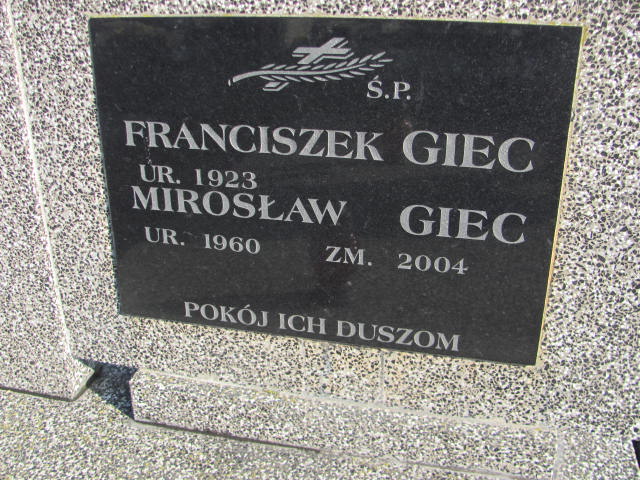 Ś.P.
FRANCISZEK GIEC
UR. 1923
MIROSŁAW GIEC
UR. 1960 ZM. 2004
POKÓJ ICH DUSZOM